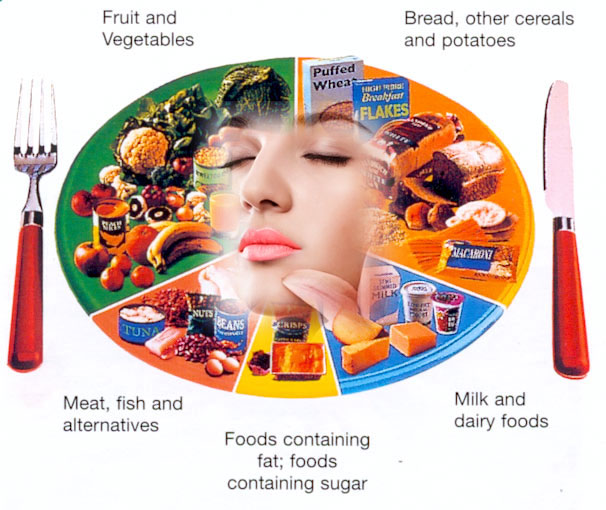 Fruit and
Vegetables
Bread, other cereals
and potatoes
Puffed
Whea
HIGH FIBRE
Breakfast
FLAKES
MACARONI
MILK
TUNA
NUTS
BEANS
CRISPS
Meat, fish and
alternatives
Milk and
dairy foods
Foods containing
fat; foods
containing sugar